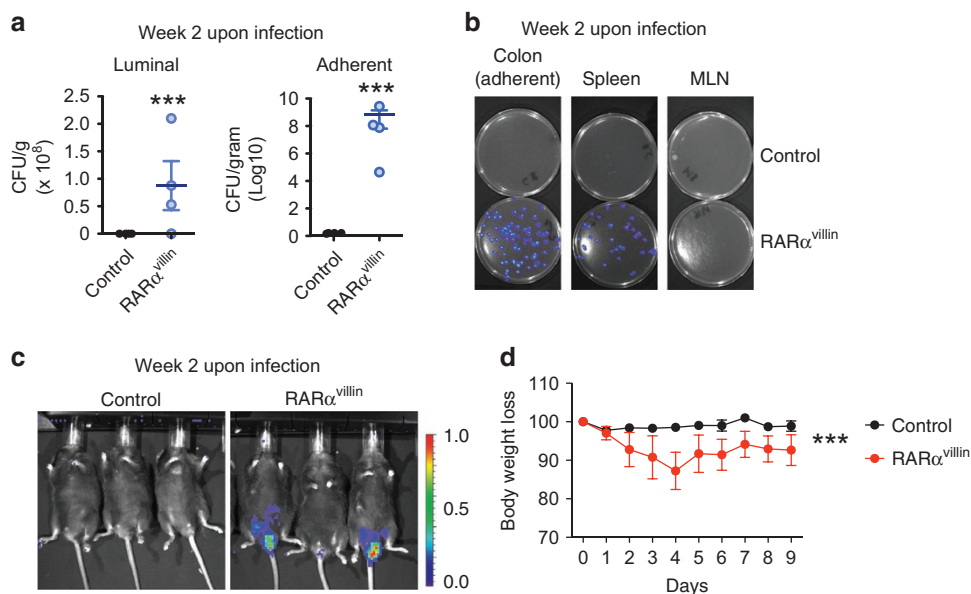 a
Week 2 upon infection
Luminal
Adherent
***
***
CFU/g
(x 10⁸)
2.5
2.0
1.5
1.0
0.5
0.0
Control
RARα^villin
CFU/gram
(Log10)
10
8
6
4
2
0
Control
RARα^villin
b
Week 2 upon infection
Colon
(adherent)
Spleen
MLN
Control
RARα^villin
c
Week 2 upon infection
Control
RARα^villin
1.0
0.5
0.0
d
Body weight loss
110
100
90
80
70
0 1 2 3 4 5 6 7 8 9
Days
Control
RARα^villin
***